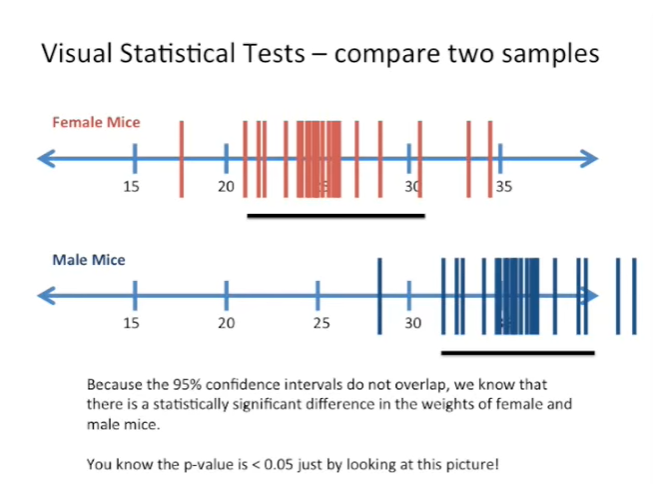 Visual Statistical Tests – compare two samples
Female Mice
15 20 30 35
Male Mice
15 20 25 30
Because the 95% confidence intervals do not overlap, we know that
there is a statistically significant difference in the weights of female and
male mice.
You know the p-value is < 0.05 just by looking at this picture!